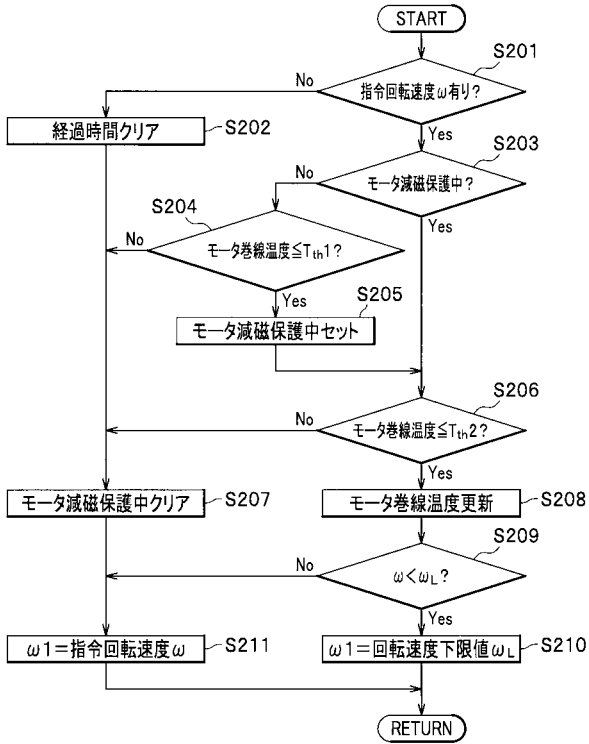 START
S201
指令回転速度ω有り？
No
Yes
経過時間クリア
S202
S203
モータ減磁保護中？
No
Yes
S204
モータ巻線温度≦Tth1？
No
Yes
S205
モータ減磁保護中セット
S206
モータ巻線温度≦Tth2？
No
Yes
モータ減磁保護中クリア
S207
モータ巻線温度更新
S208
S209
ω＜ωL？
No
Yes
ω1＝指令回転速度ω
S211
ω1＝回転速度下限値ωL
S210
RETURN